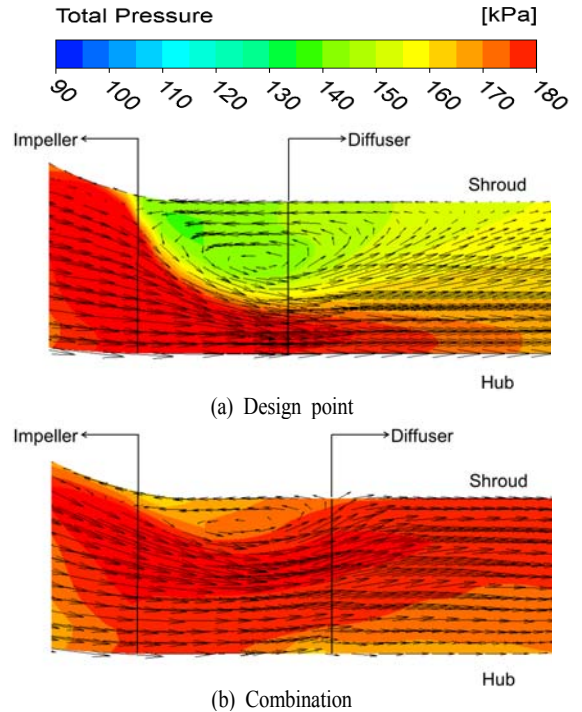 Total Pressure [kPa]
90 100 110 120 130 140 150 160 170 180
Impeller Diffuser
Shroud
Hub
(a) Design point
Impeller Diffuser
Shroud
Hub
(b) Combination